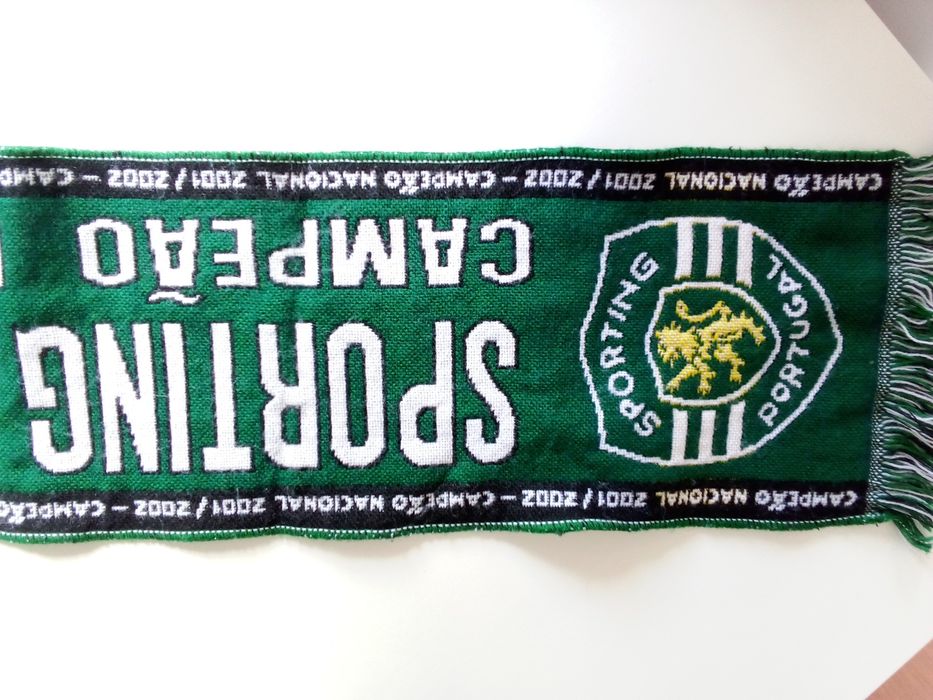 CAMPEÃO NACIONAL 2001/2002 – CAMPEÃO NACIONAL 2001/2002 – CAMPEÃO
SPORTING
PORTUGAL
SPORTING
CAMPEÃO
CAMPEÃO NACIONAL 2001/2002 – CAMPEÃO NACIONAL 2001/2002 – CAMP